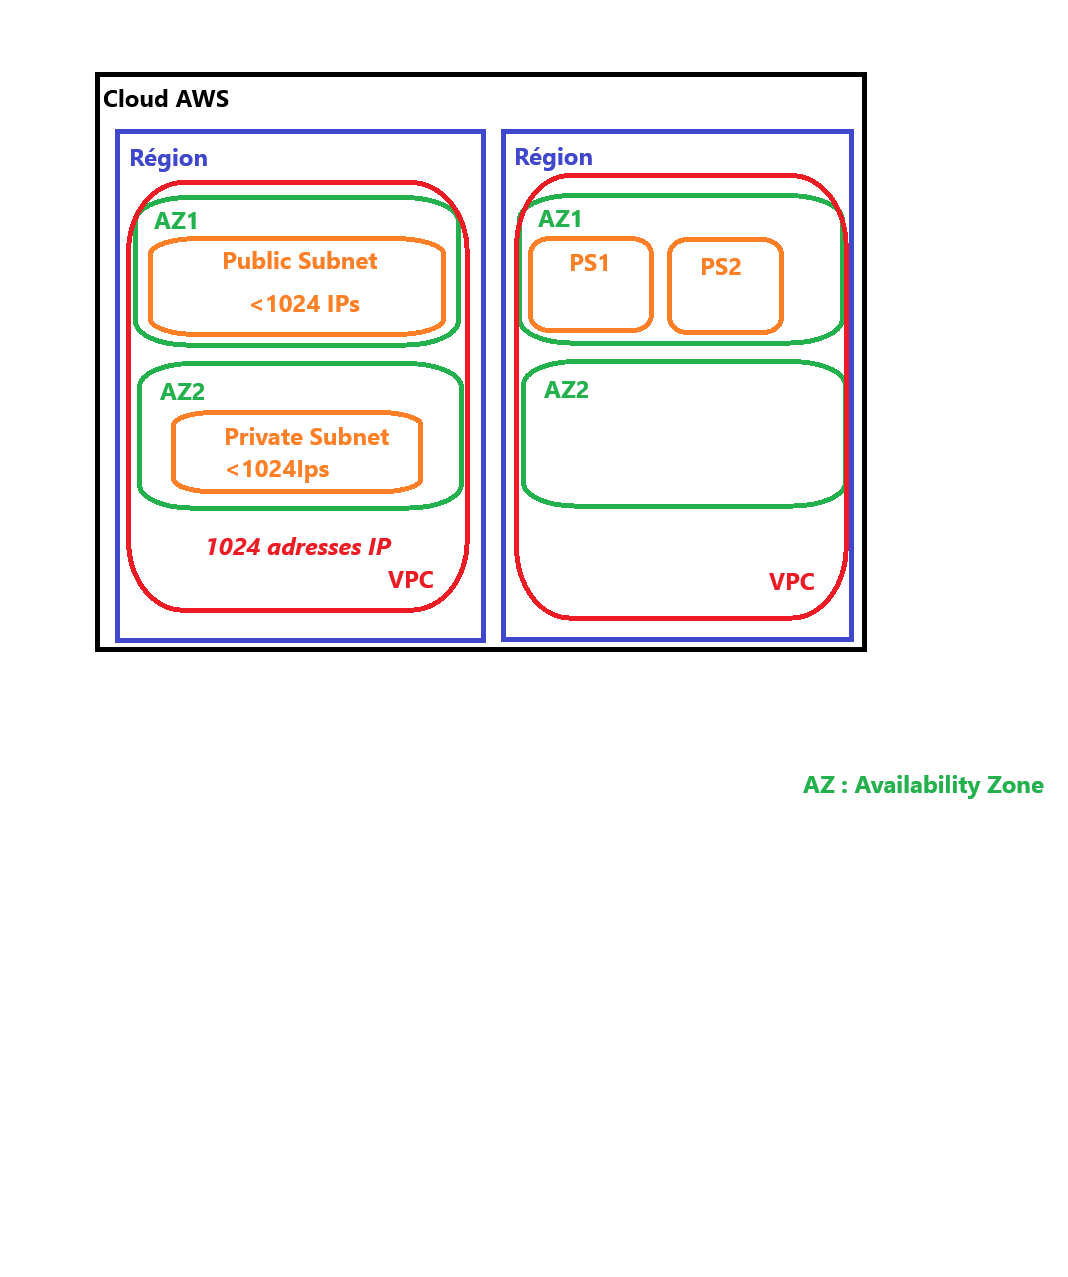 Cloud AWS
Région
AZ1
Public Subnet
<1024 IPs
AZ2
Private Subnet
<1024Ips
1024 adresses IP
VPC
Région
AZ1
PS1
PS2
AZ2
VPC
AZ : Availability Zone